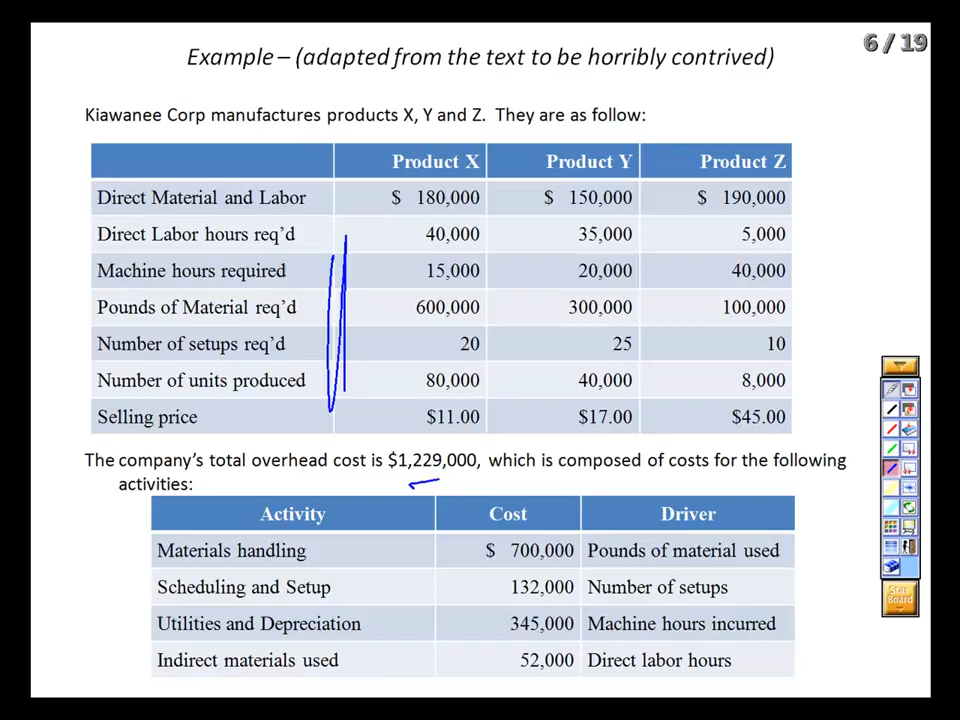 6 / 19
Example – (adapted from the text to be horribly contrived)
Kiawanee Corp manufactures products X, Y and Z. They are as follow:
Product X Product Y Product Z
Direct Material and Labor $ 180,000 $ 150,000 $ 190,000
Direct Labor hours req’d 40,000 35,000 5,000
Machine hours required 15,000 20,000 40,000
Pounds of Material req’d 600,000 300,000 100,000
Number of setups req’d 20 25 10
Number of units produced 80,000 40,000 8,000
Selling price $11.00 $17.00 $45.00
The company’s total overhead cost is $1,229,000, which is composed of costs for the following
activities:
Activity Cost Driver
Materials handling $ 700,000 Pounds of material used
Scheduling and Setup 132,000 Number of setups
Utilities and Depreciation 345,000 Machine hours incurred
Indirect materials used 52,000 Direct labor hours
Star
Board